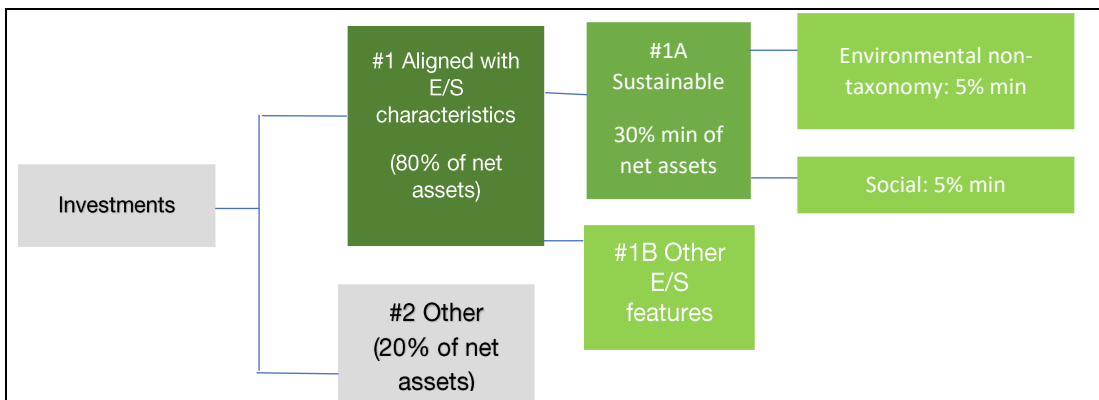 Investments
#1 Aligned with
E/S
characteristics
(80% of net
assets)
#2 Other
(20% of net
assets)
#1A
Sustainable
30% min of
net assets
#1B Other
E/S
features
Environmental non-
taxonomy: 5% min
Social: 5% min